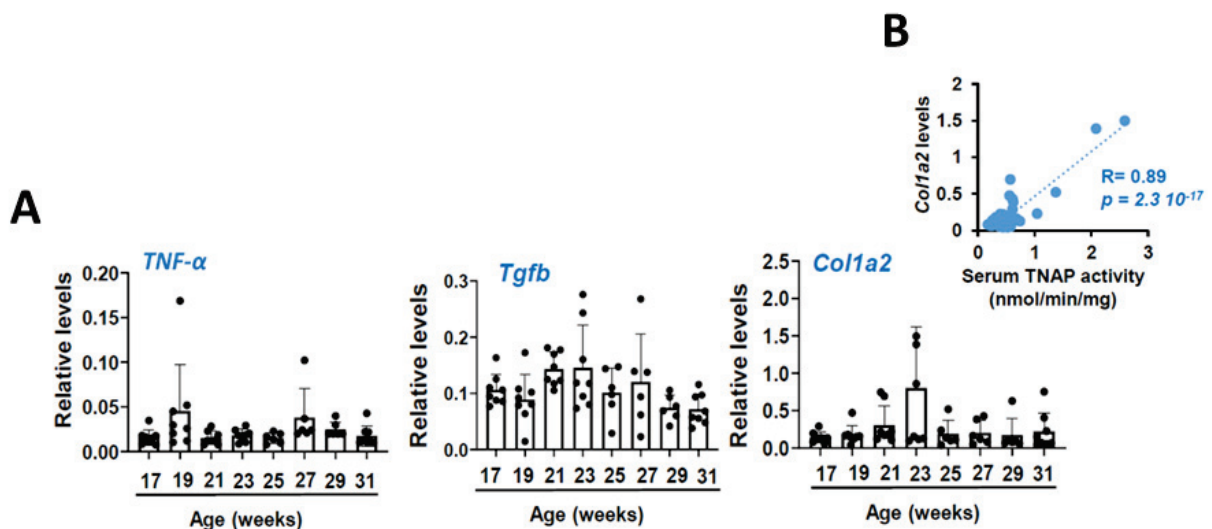 A
TNF-α
Relative levels
0.20
0.15
0.10
0.05
0.00
17 19 21 23 25 27 29 31
Age (weeks)
Tgfb
Relative levels
0.3
0.2
0.1
0.0
17 19 21 23 25 27 29 31
Age (weeks)
Col1a2
Relative levels
2.5
2.0
1.5
1.0
0.5
0.0
17 19 21 23 25 27 29 31
Age (weeks)
B
Col1a2 levels
2
1.5
1
0.5
0
0 1 2 3
R= 0.89
p = 2.3 10⁻¹⁷
Serum TNAP activity
(nmol/min/mg)